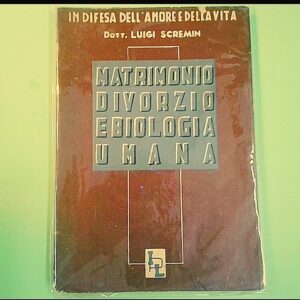 IN DIFESA DELL'AMORE E DELLA VITA
DOTT. LUIGI SCREMIN
MATRIMONIO
DIVORZIO
E BIOLOGIA
UMANA